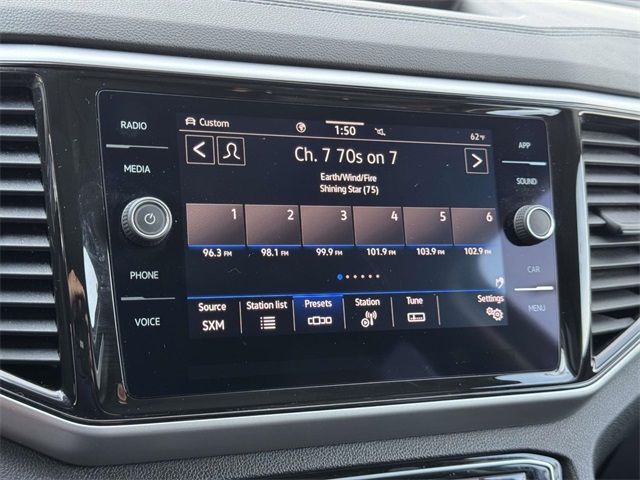 RADIO
MEDIA
PHONE
VOICE
Custom
1:50
62°F
Ch. 7 70s on 7
Earth/Wind/Fire
Shining Star (75)
1 2 3 4 5 6
96.3 FM 98.1 FM 99.9 FM 101.9 FM 103.9 FM 102.9 FM
Source Station list Presets Station Tune Settings
SXM
APP
SOUND
CAR
MENU